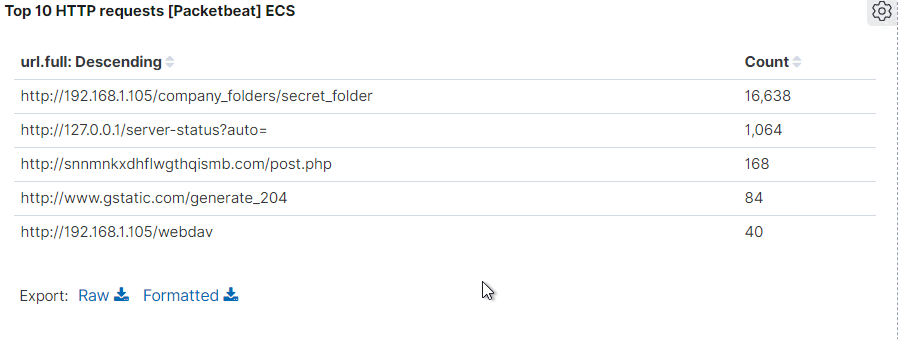 Top 10 HTTP requests [Packetbeat] ECS
url.full: Descending Count
http://192.168.1.105/company_folders/secret_folder 16,638
http://127.0.0.1/server-status?auto= 1,064
http://snnmnkxdhflwgthqismb.com/post.php 168
http://www.gstatic.com/generate_204 84
http://192.168.1.105/webdav 40
Export: Raw Formatted